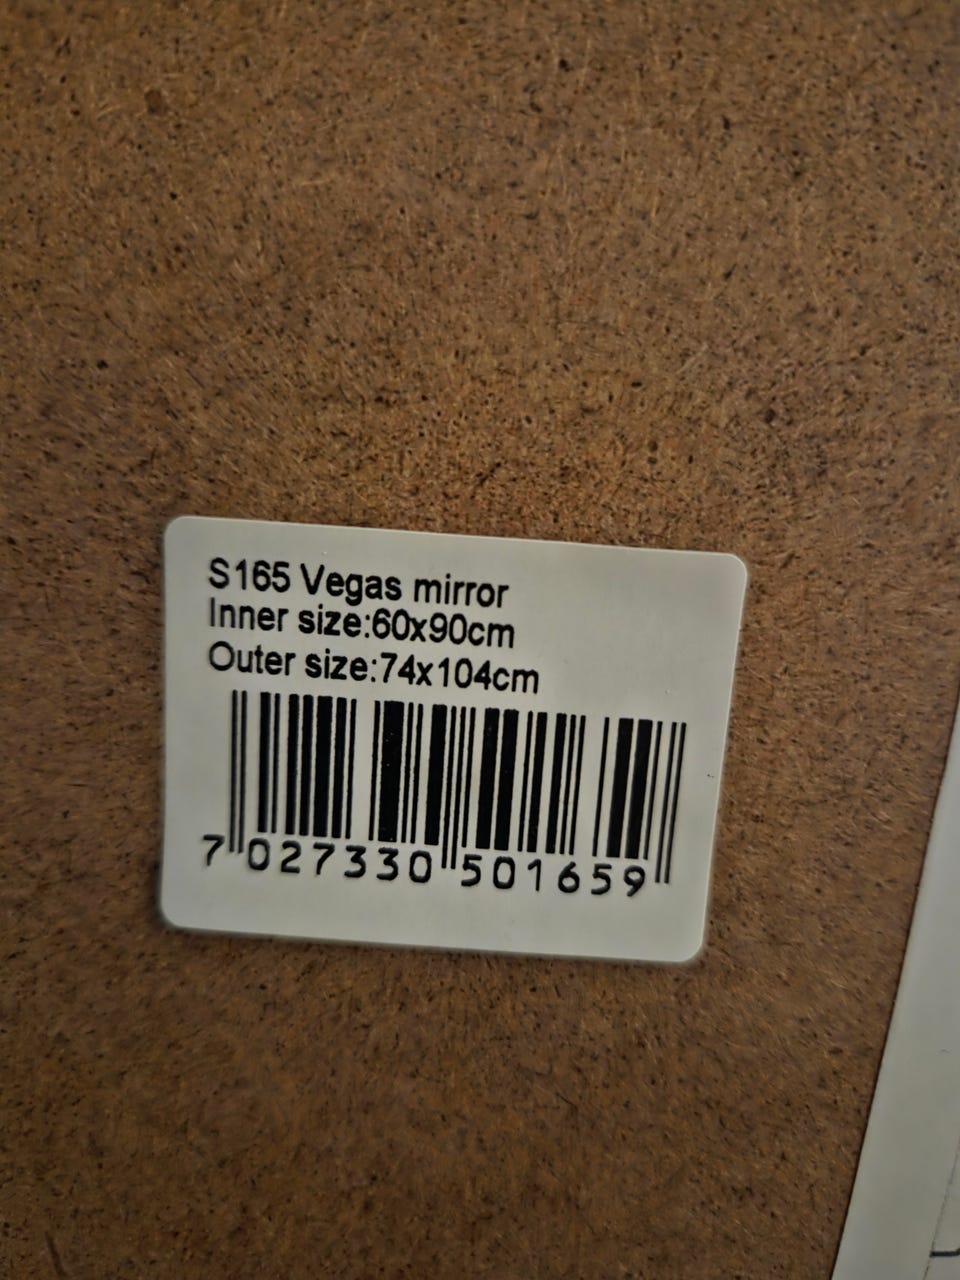 S165 Vegas mirror
Inner size:60x90cm
Outer size:74x104cm
7 027330 501659